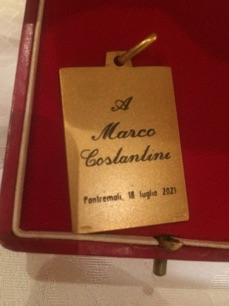 A
Marco
Costantini
Pontremoli, 18 luglio 2021